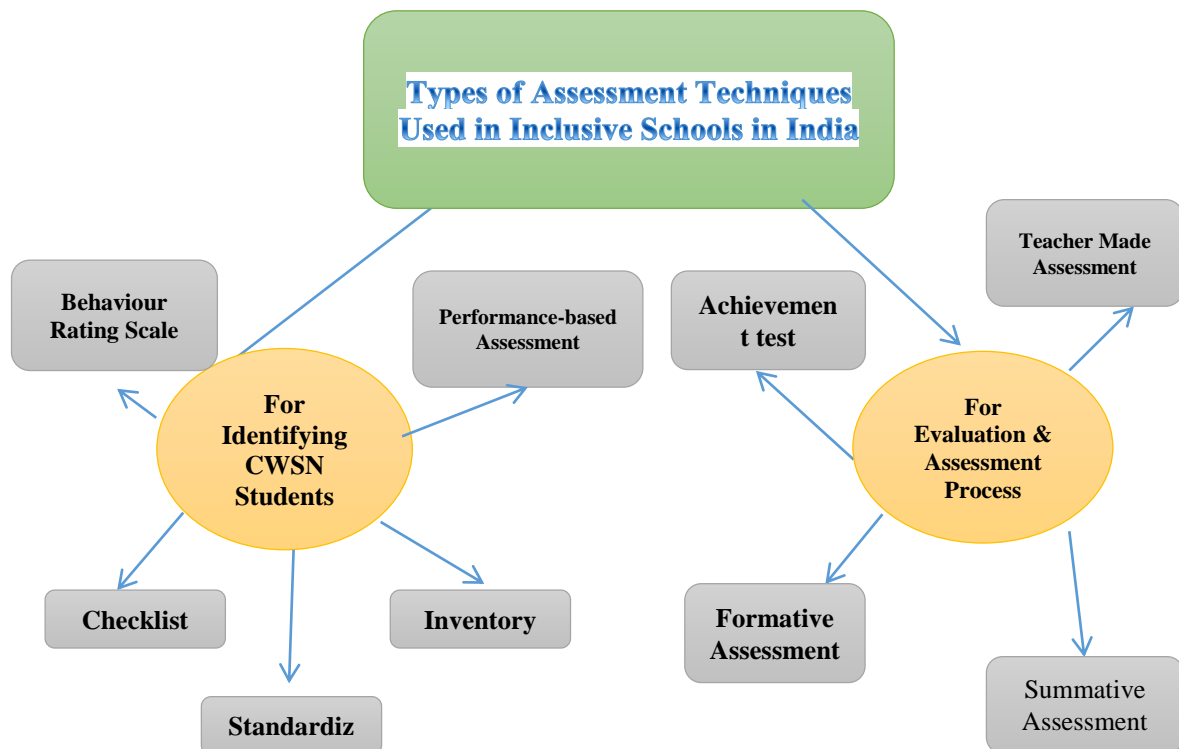 Types of Assessment Techniques
Used in Inclusive Schools in India
Teacher Made
Assessment
Behaviour
Rating Scale
Performance-based
Assessment
Achievemen
t test
For
Identifying
CWSN
Students
For
Evaluation &
Assessment
Process
Checklist
Inventory
Formative
Assessment
Standardiz
Summative
Assessment